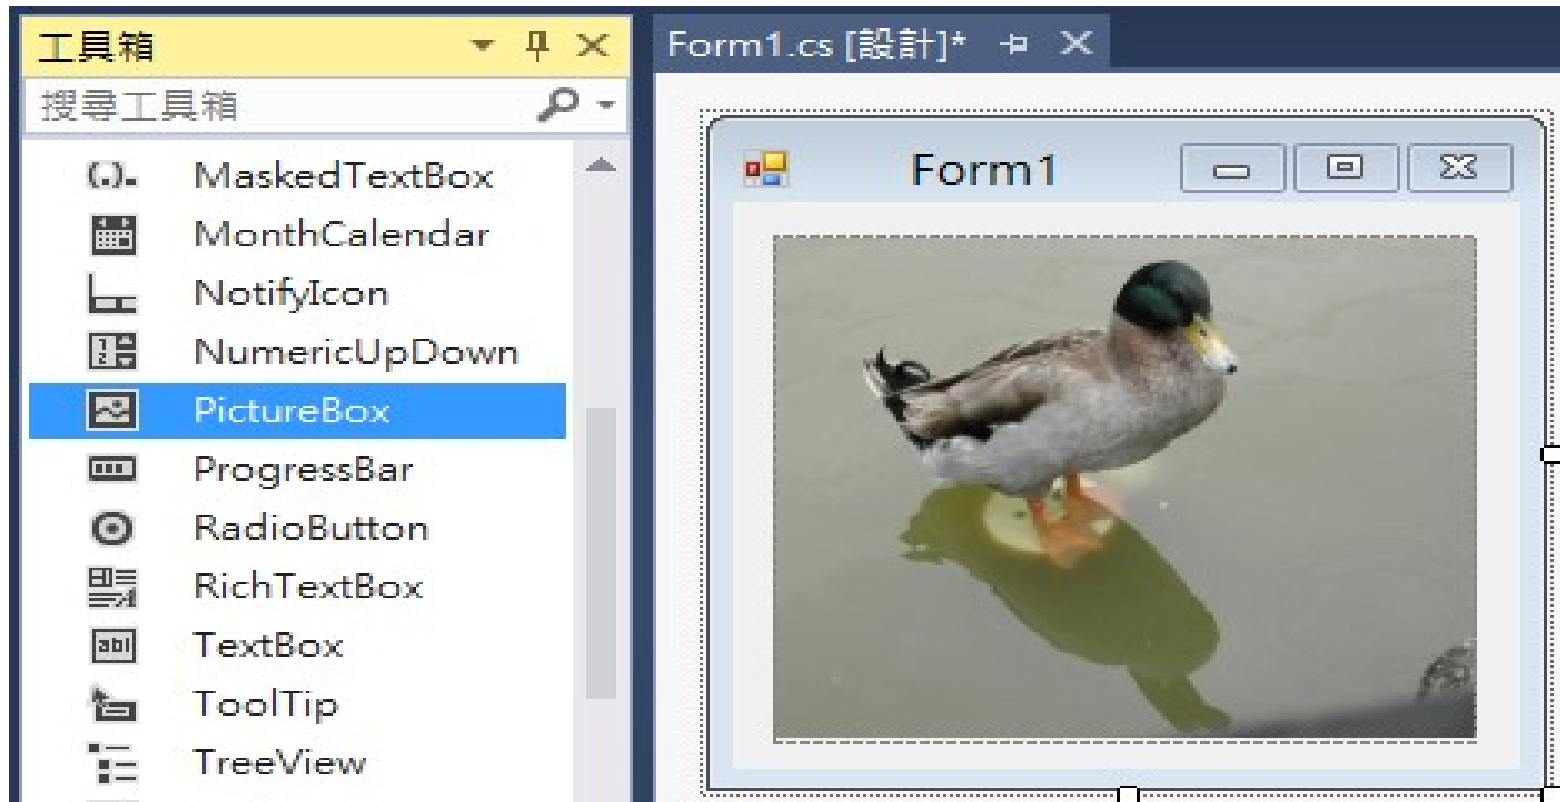 工具箱
搜尋工具箱
MaskedTextBox
MonthCalendar
NotifyIcon
NumericUpDown
PictureBox
ProgressBar
RadioButton
RichTextBox
TextBox
ToolTip
TreeView
Form1.cs [設計]*
Form1